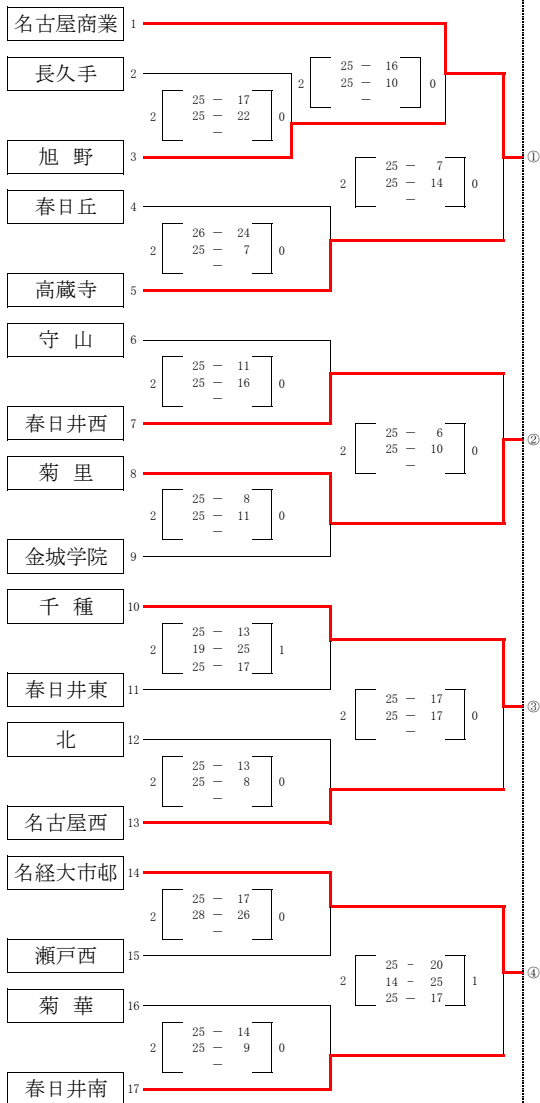 名古屋商業 1
長久手 2
2 25 － 16 0
25 － 10
－
2 25 － 17 0
25 － 22
－
旭 野 3
①
2 25 － 7 0
25 － 14
－
春日丘 4
2 26 － 24 0
25 － 7
－
高蔵寺 5
守 山 6
2 25 － 11 0
25 － 16
－
春日井西 7
②
2 25 － 6 0
25 － 10
－
菊 里 8
2 25 － 8 0
25 － 11
－
金城学院 9
千 種 10
2 25 － 13 1
19 － 25
25 － 17
春日井東 11
③
2 25 － 17 0
25 － 17
－
北 12
2 25 － 13 0
25 － 8
－
名古屋西 13
名経大市邨 14
2 25 － 17 0
28 － 26
－
瀬戸西 15
④
2 25 - 20 1
14 - 25
25 － 17
菊 華 16
2 25 － 14 0
25 － 9
－
春日井南 17